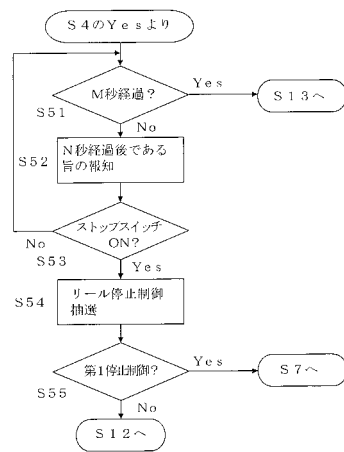 S4のYesより
M秒経過?
Yes
S13へ
S51
No
S52
N秒経過後である
旨の報知
ストップスイッチ
ON?
No
S53
Yes
S54
リール停止制御
抽選
第1停止制御?
Yes
S7へ
S55
No
S12へ